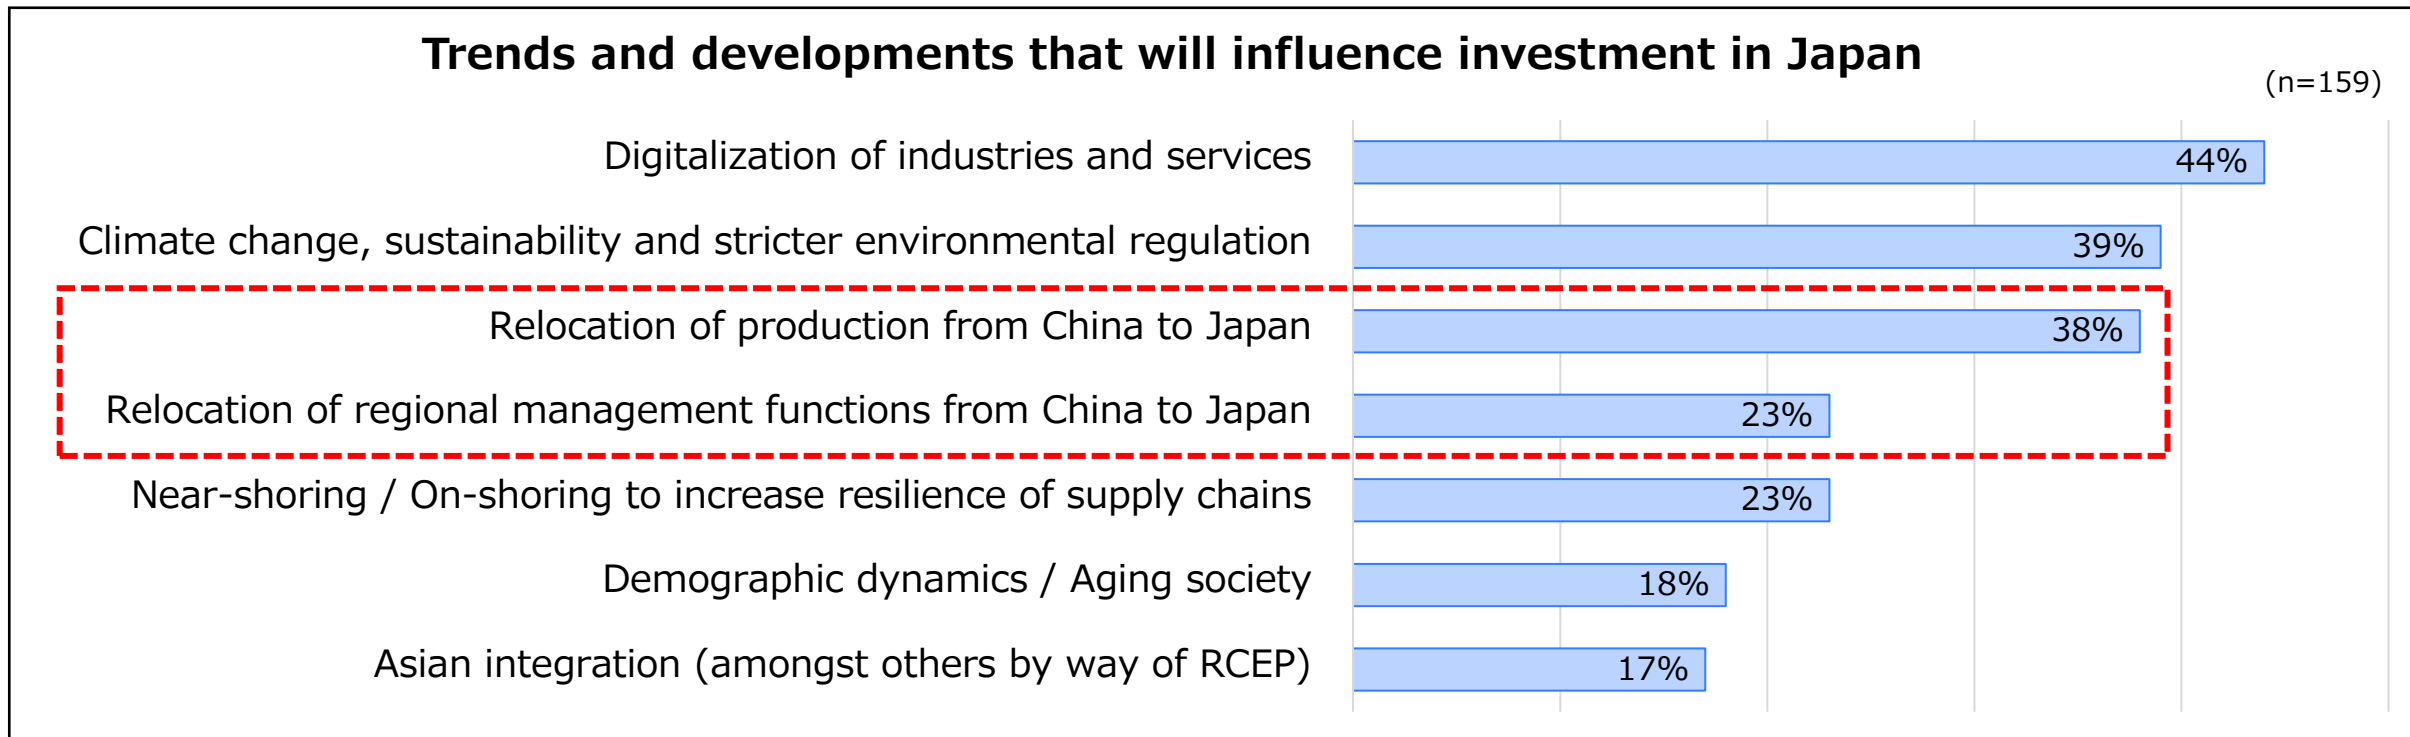 Trends and developments that will influence investment in Japan
(n=159)
Digitalization of industries and services 44%
Climate change, sustainability and stricter environmental regulation 39%
Relocation of production from China to Japan 38%
Relocation of regional management functions from China to Japan 23%
Near-shoring / On-shoring to increase resilience of supply chains 23%
Demographic dynamics / Aging society 18%
Asian integration (amongst others by way of RCEP) 17%